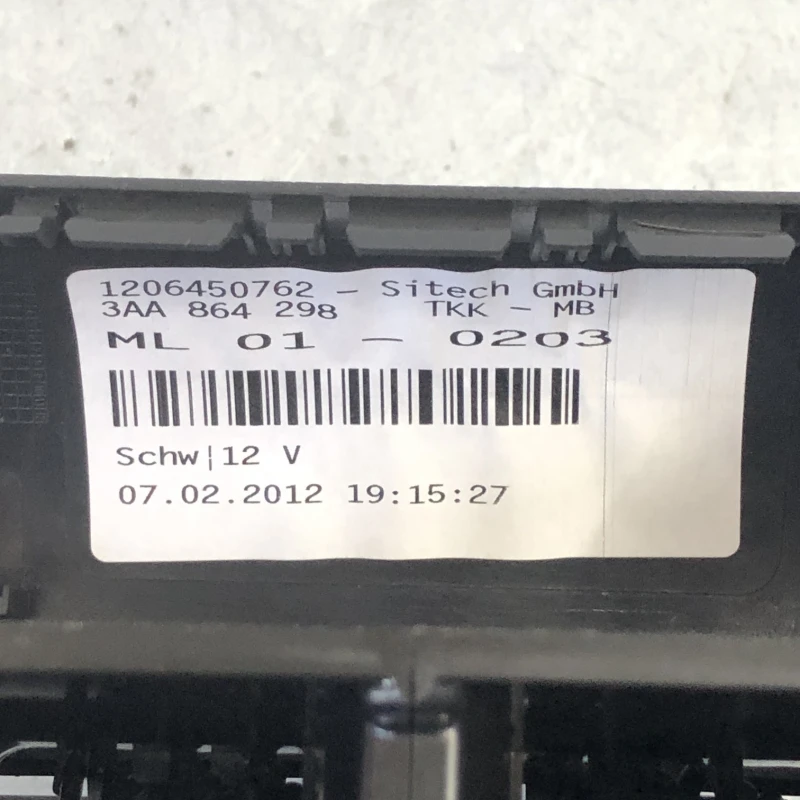 1206450762 - Sitech GmbH
3AA 864 298 TKK - MB
ML 01 - 0203
Schw|12 V
07.02.2012 19:15:27